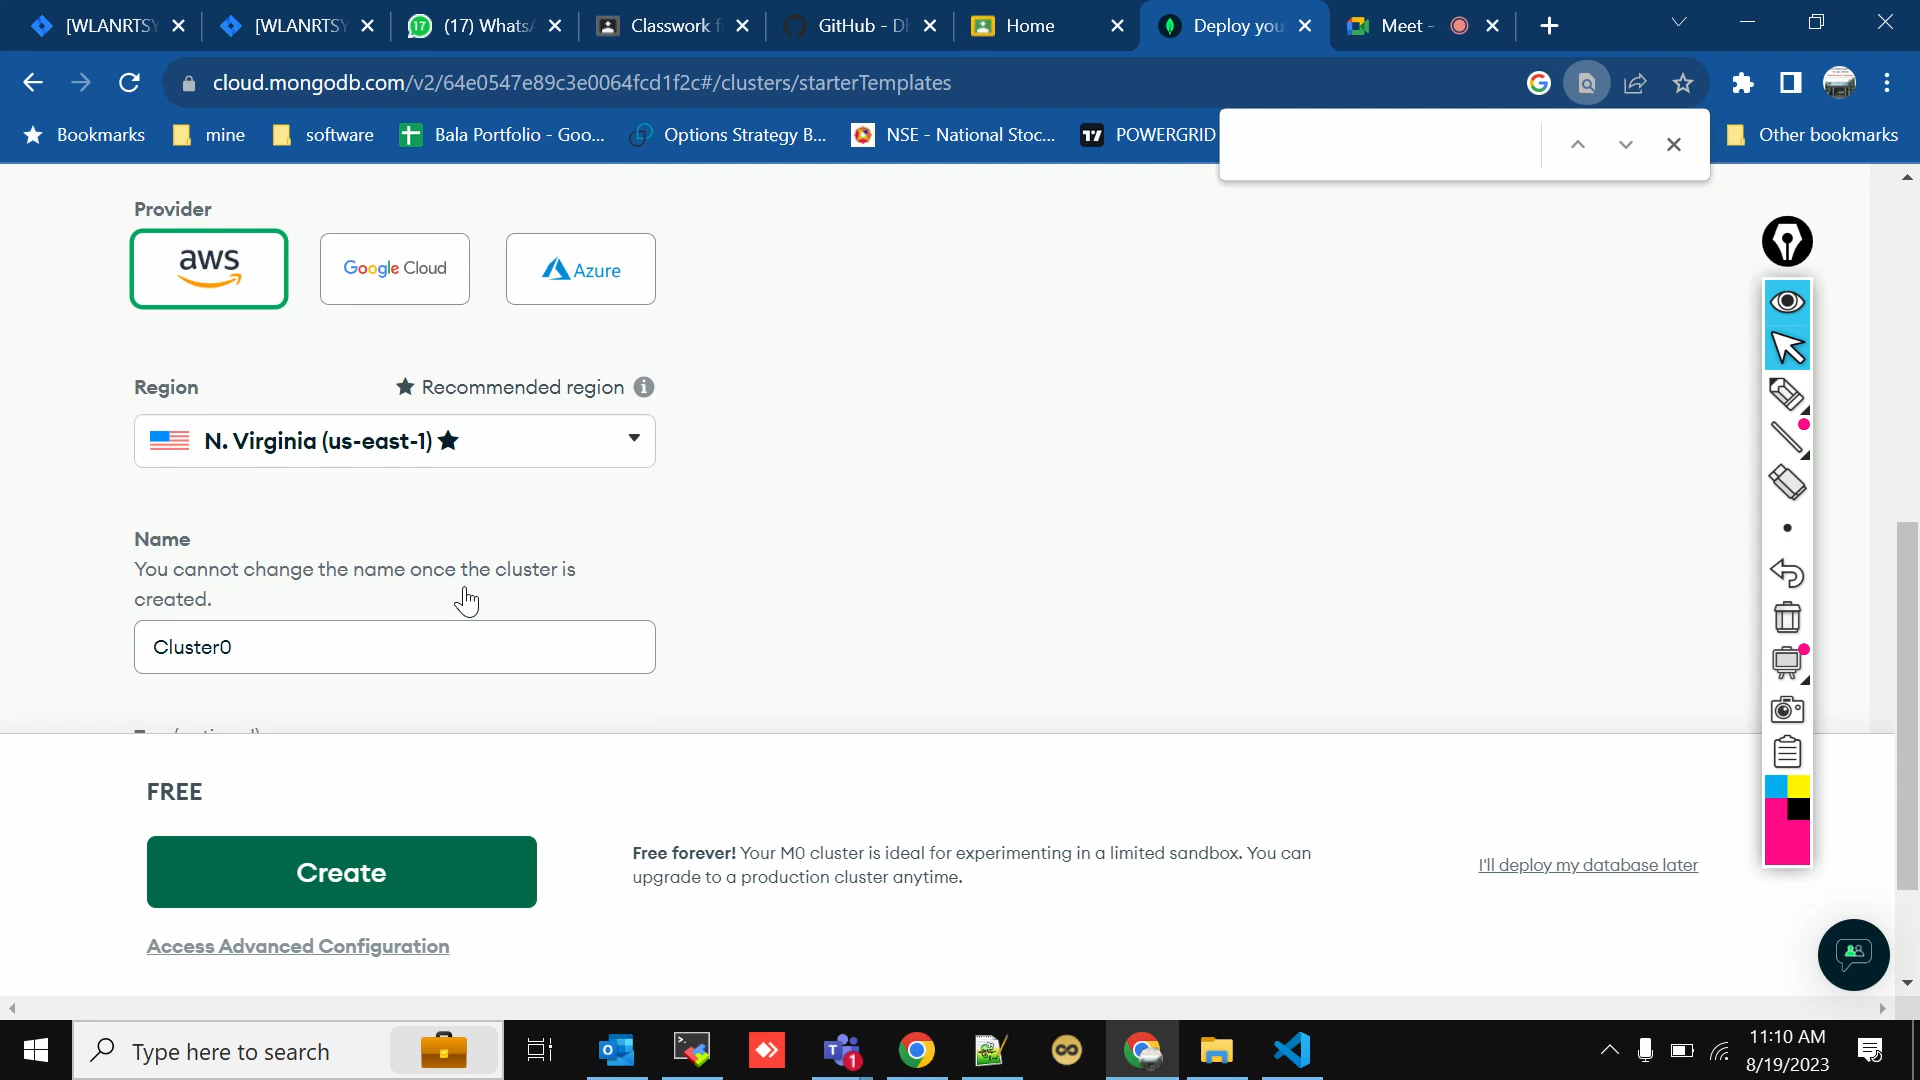 [WLANRTSY
[WLANRTSY
(17) Whats
Classwork f
GitHub - D
Home
Deploy you
Meet -
cloud.mongodb.com/v2/64e0547e89c3e0064fcd1f2c#/clusters/starterTemplates
Bookmarks
mine
software
Bala Portfolio - Goo...
Options Strategy B...
NSE - National Stoc...
POWERGRID
Other bookmarks
Provider
aws
Google Cloud
Azure
Region
Recommended region
N. Virginia (us-east-1)
Name
You cannot change the name once the cluster is
created.
Cluster0
FREE
Create
Free forever! Your M0 cluster is ideal for experimenting in a limited sandbox. You can
upgrade to a production cluster anytime.
I'll deploy my database later
Access Advanced Configuration
Type here to search
1
11:10 AM
8/19/2023